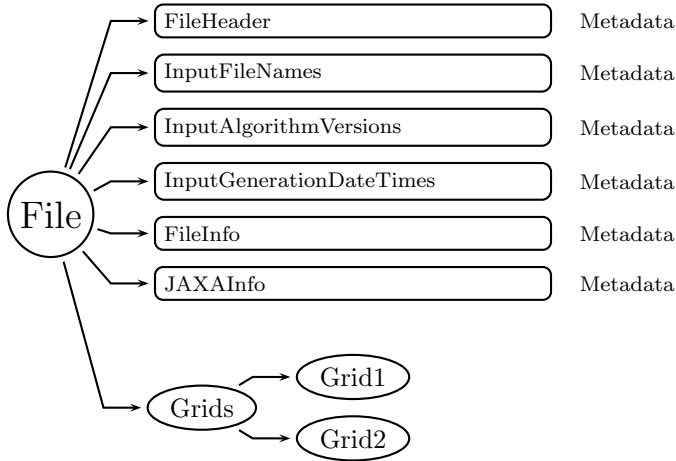 FileHeader Metadata
InputFileNames Metadata
InputAlgorithmVersions Metadata
InputGenerationDateTimes Metadata
File
FileInfo Metadata
JAXAInfo Metadata
Grid1
Grids
Grid2